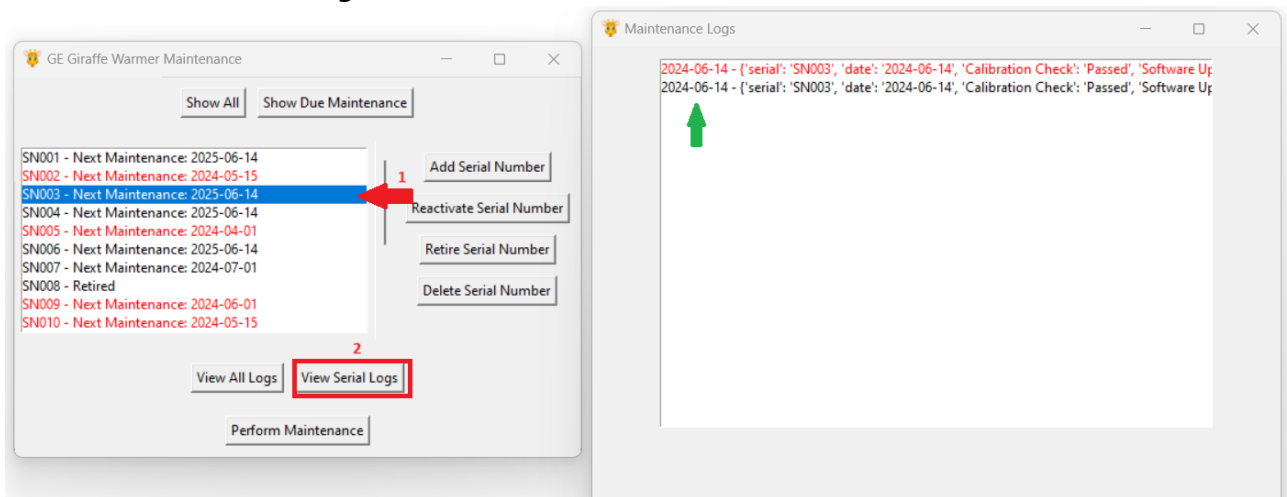 GE Giraffe Warmer Maintenance
Show All
Show Due Maintenance
SN001 - Next Maintenance: 2025-06-14
SN002 - Next Maintenance: 2024-05-15
SN003 - Next Maintenance: 2025-06-14
SN004 - Next Maintenance: 2025-06-14
SN005 - Next Maintenance: 2024-04-01
SN006 - Next Maintenance: 2025-06-14
SN007 - Next Maintenance: 2024-07-01
SN008 - Retired
SN009 - Next Maintenance: 2024-06-01
SN010 - Next Maintenance: 2024-05-15
1
Add Serial Number
Reactivate Serial Number
Retire Serial Number
Delete Serial Number
2
View All Logs
View Serial Logs
Perform Maintenance
Maintenance Logs
2024-06-14 - {'serial': 'SN003', 'date': '2024-06-14', 'Calibration Check': 'Passed', 'Software Up
2024-06-14 - {'serial': 'SN003', 'date': '2024-06-14', 'Calibration Check': 'Passed', 'Software Up